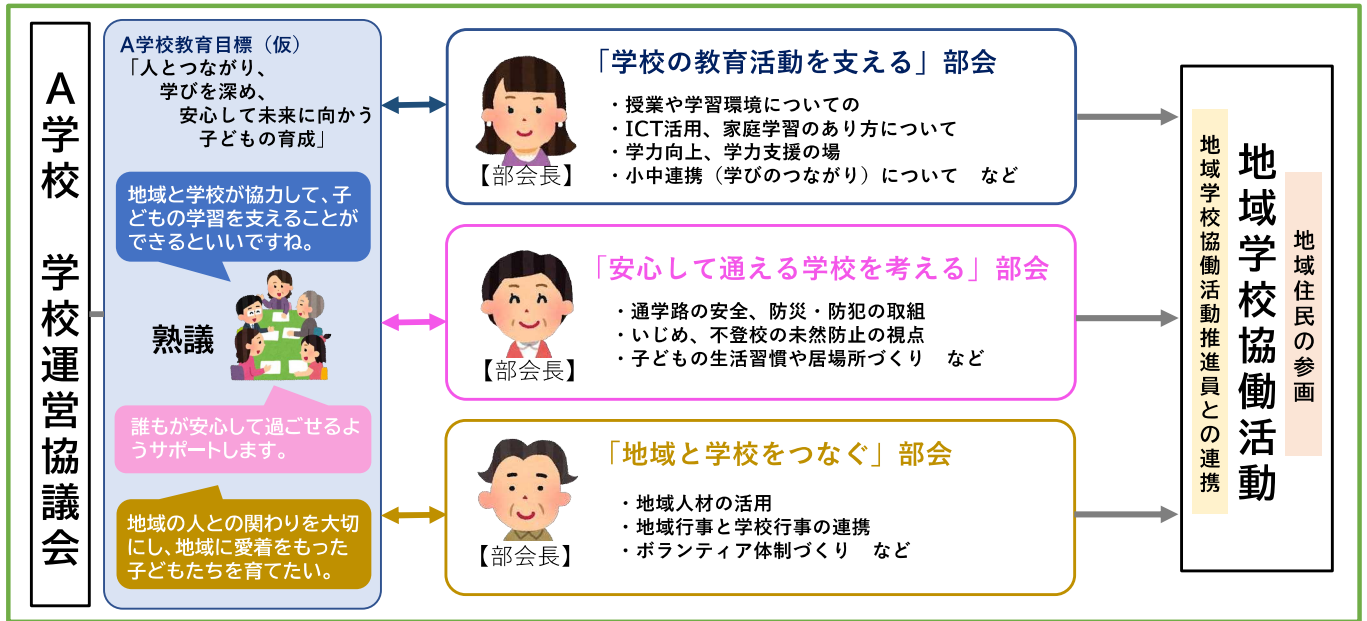 A学校 学校運営協議会
A学校教育目標（仮）
「人とつながり、
学びを深め、
安心して未来に向かう
子どもの育成」
地域と学校が協力して、子
どもの学習を支えることが
できるといいですね。
熟議
誰もが安心して過ごせるよ
うサポートします。
地域の人との関わりを大切
にし、地域に愛着をもった
子どもたちを育てたい。
「学校の教育活動を支える」部会
・授業や学習環境についての
・ICT活用、家庭学習のあり方について
・学力向上、学力支援の場
・小中連携（学びのつながり）について　など
【部会長】
「安心して通える学校を考える」部会
・通学路の安全、防災・防犯の取組
・いじめ、不登校の未然防止の視点
・子どもの生活習慣や居場所づくり　など
【部会長】
「地域と学校をつなぐ」部会
・地域人材の活用
・地域行事と学校行事の連携
・ボランティア体制づくり　など
【部会長】
地域住民の参画
地域学校協働活動
地域学校協働活動推進員との連携